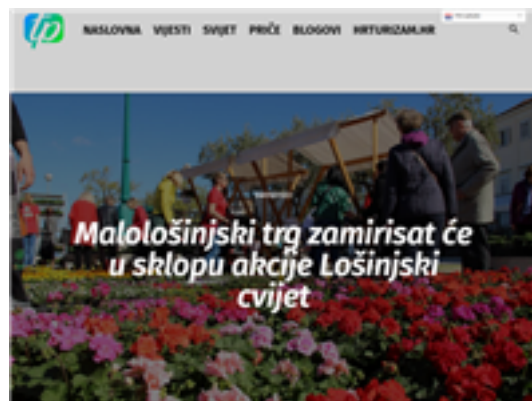 NASLOVNA VIJESTI SVIJET PRIČE BLOGOVI HRTURIZAM.HR
Malološinjski trg zamirisat će
u sklopu akcije Lošinjski
cvijet